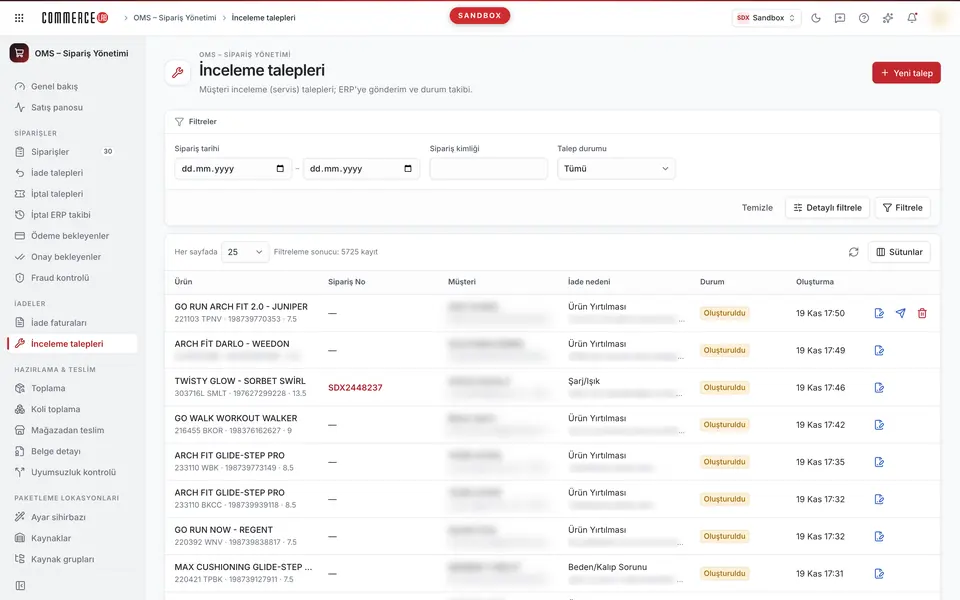 COMMERCE LAB
OMS – Sipariş Yönetimi
İnceleme talepleri
SANDBOX
SDX Sandbox
OMS – Sipariş Yönetimi
Genel bakış
Satış panosu
SİPARİŞLER
Siparişler 30
İade talepleri
İptal talepleri
İptal ERP takibi
Ödeme bekleyenler
Onay bekleyenler
Fraud kontrolü
İADELER
İade faturaları
İnceleme talepleri
HAZIRLAMA & TESLİM
Toplama
Koli toplama
Mağazadan teslim
Belge detayı
Uyumsuzluk kontrolü
PAKETLEME LOKASYONLARI
Ayar sihirbazı
Kaynaklar
Kaynak grupları
OMS – SİPARİŞ YÖNETİMİ
İnceleme talepleri
Müşteri inceleme (servis) talepleri; ERP'ye gönderim ve durum takibi.
+ Yeni talep
Filtreler
Sipariş tarihi
Sipariş kimliği
Talep durumu
dd.mm.yyyy – dd.mm.yyyy
Tümü
Temizle
Detaylı filtrele
Filtrele
Her sayfada 25 Filtreleme sonucu: 5725 kayıt
Sütunlar
Ürün Sipariş No Müşteri İade nedeni Durum Oluşturma
GO RUN ARCH FIT 2.0 - JUNIPER
221103 TPNV · 198739770353 · 7.5
— Ürün Yırtılması ... Oluşturuldu 19 Kas 17:50
ARCH FİT DARLO - WEEDON
— Ürün Yırtılması ... Oluşturuldu 19 Kas 17:49
TWİSTY GLOW - SORBET SWİRL
303716L SMLT · 197627299228 · 13.5
SDX2448237 Şarj/Işık ... Oluşturuldu 19 Kas 17:46
GO WALK WORKOUT WALKER
216455 BKOR · 198376162627 · 9
— Ürün Yırtılması ... Oluşturuldu 19 Kas 17:42
ARCH FIT GLIDE-STEP PRO
233110 WBK · 198739773149 · 8.5
— Ürün Yırtılması Oluşturuldu 19 Kas 17:35
ARCH FIT GLIDE-STEP PRO
233110 BKCC · 198739939118 · 8.5
— Ürün Yırtılması Oluşturuldu 19 Kas 17:32
GO RUN NOW - REGENT
220392 WNV · 198739838817 · 7.5
— Ürün Yırtılması ... Oluşturuldu 19 Kas 17:32
MAX CUSHIONING GLIDE-STEP ...
220421 TPBK · 198739127911 · 7.5
— Beden/Kalıp Sorunu ... Oluşturuldu 19 Kas 17:31